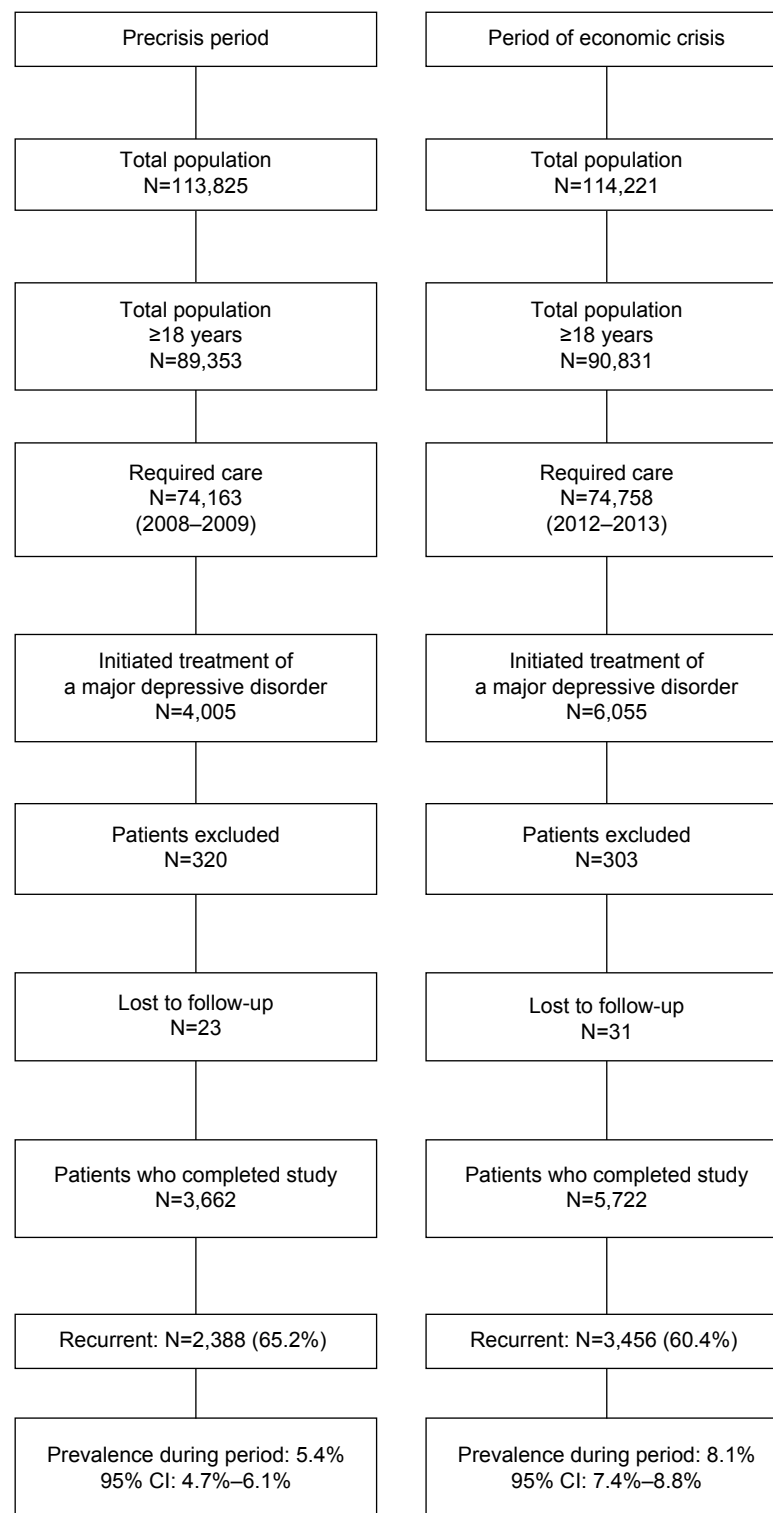 Precrisis period
Total population
N=113,825
Total population
≥18 years
N=89,353
Required care
N=74,163
(2008–2009)
Initiated treatment of
a major depressive disorder
N=4,005
Patients excluded
N=320
Lost to follow-up
N=23
Patients who completed study
N=3,662
Recurrent: N=2,388 (65.2%)
Prevalence during period: 5.4%
95% CI: 4.7%–6.1%
Period of economic crisis
Total population
N=114,221
Total population
≥18 years
N=90,831
Required care
N=74,758
(2012–2013)
Initiated treatment of
a major depressive disorder
N=6,055
Patients excluded
N=303
Lost to follow-up
N=31
Patients who completed study
N=5,722
Recurrent: N=3,456 (60.4%)
Prevalence during period: 8.1%
95% CI: 7.4%–8.8%